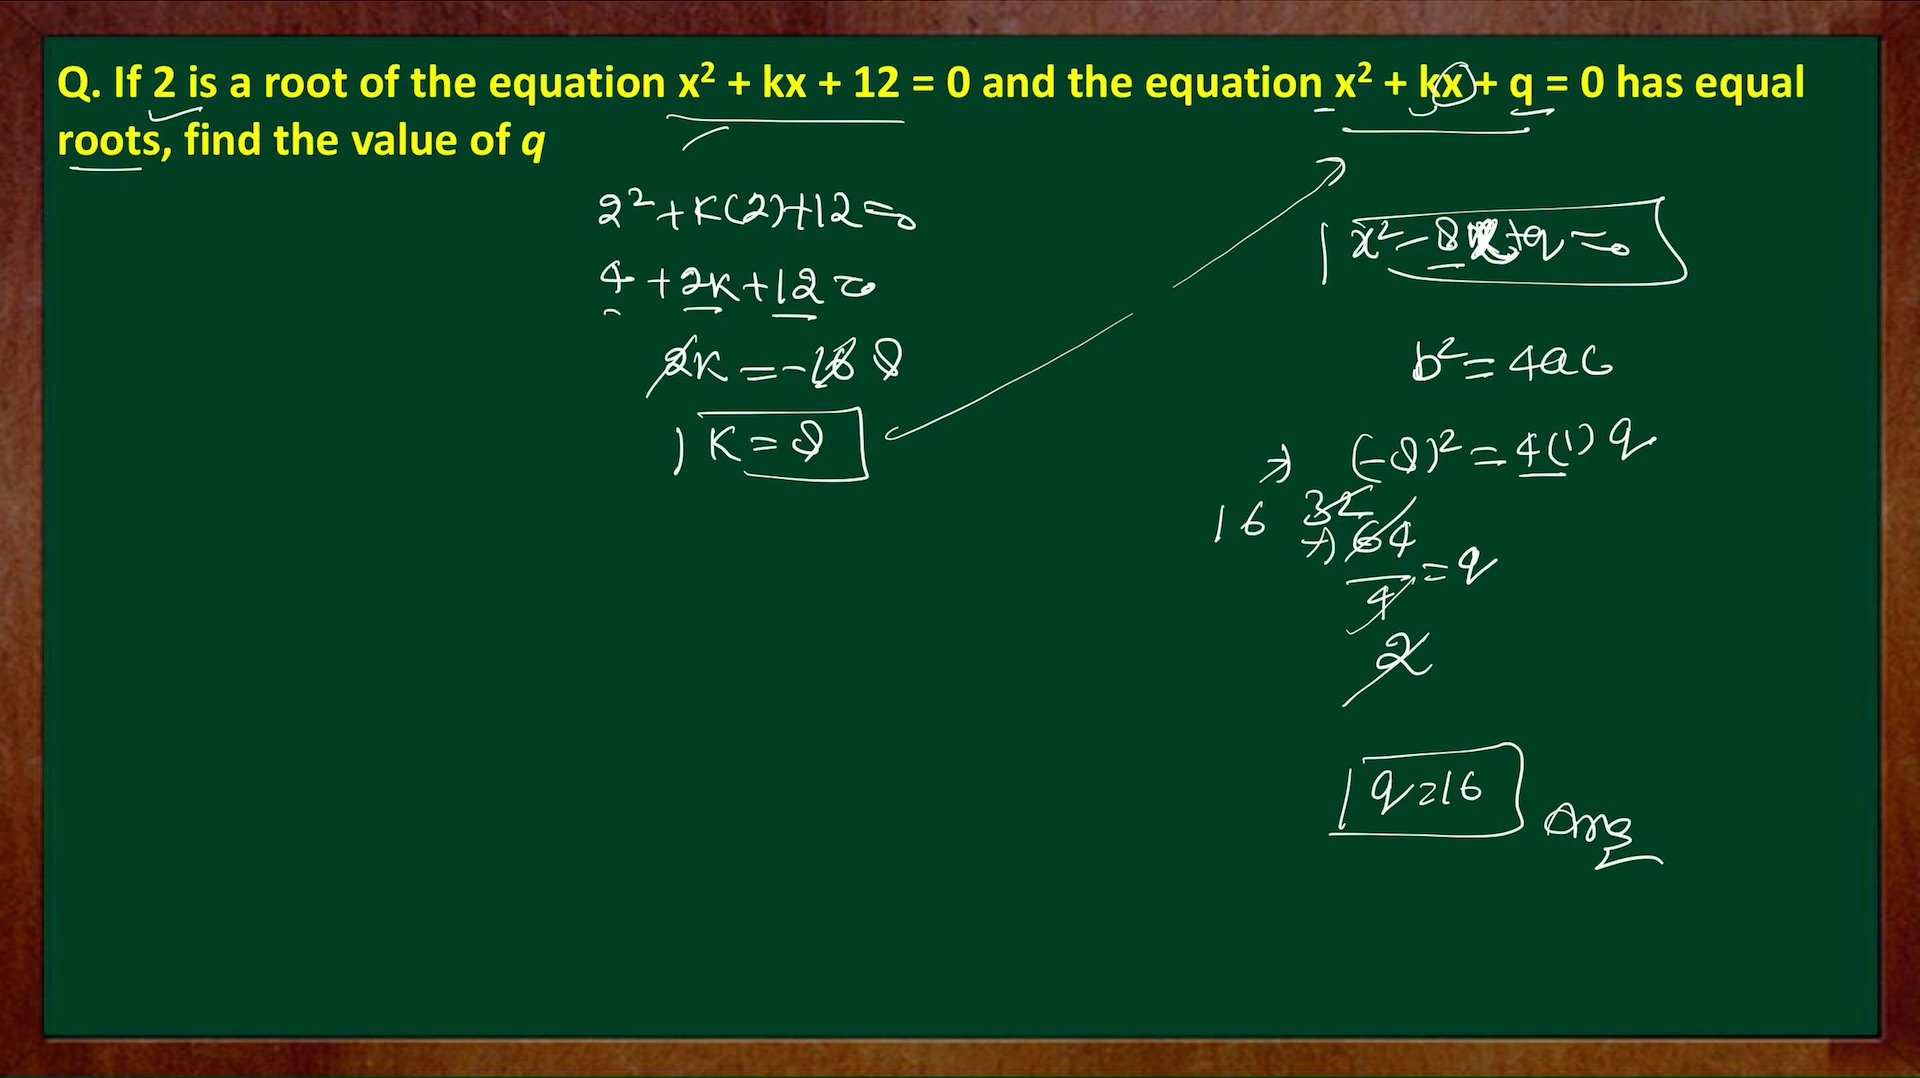 Q. If 2 is a root of the equation x² + kx + 12 = 0 and the equation x² + kx + q = 0 has equal
roots, find the value of q
2² + K(2) + 12 = 0
4 + 2K + 12 = 0
2K = -16 8
K = 8
x² - 8x + q = 0
b² = 4ac
⇒ (-8)² = 4(1) q
16 32
⇒ 64
= q
4
2
q = 16
Ans